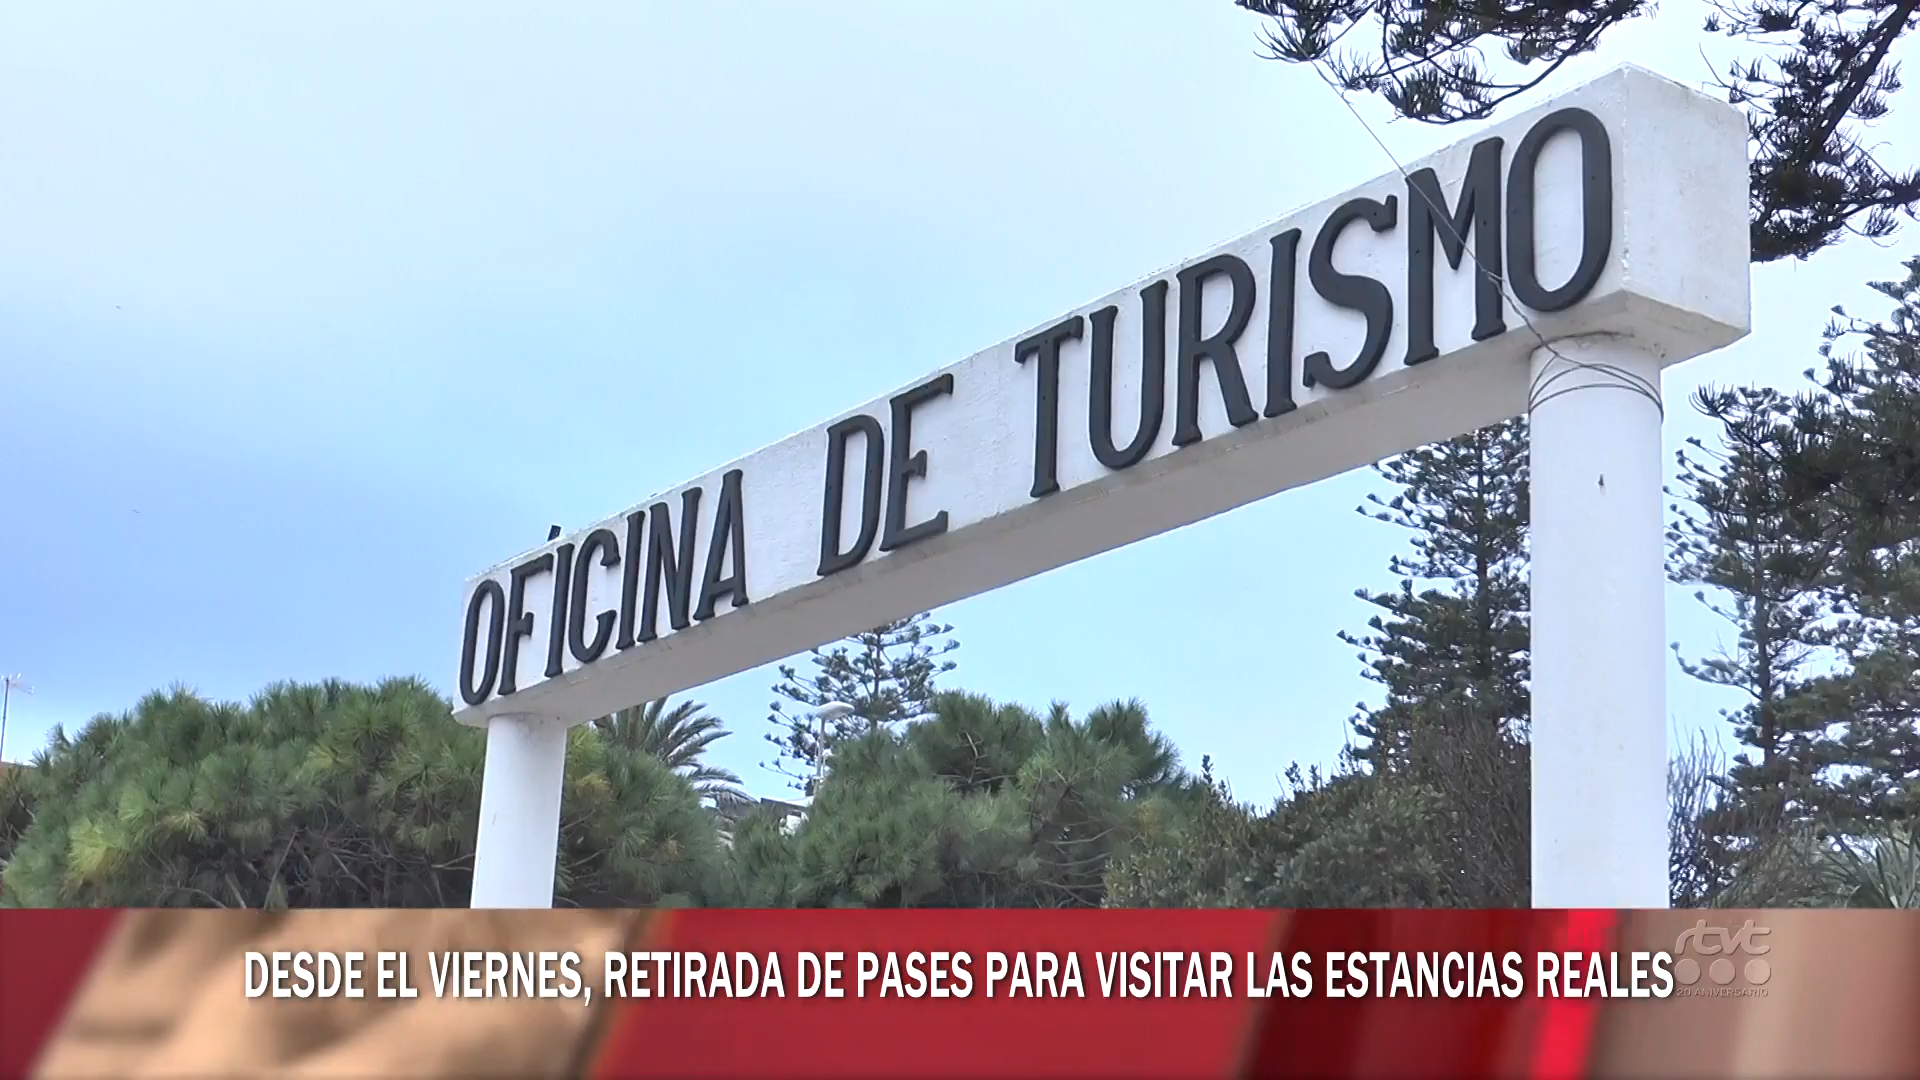 OFICINA DE TURISMO
DESDE EL VIERNES, RETIRADA DE PASES PARA VISITAR LAS ESTANCIAS REALES
rtvt
20 ANIVERSARIO